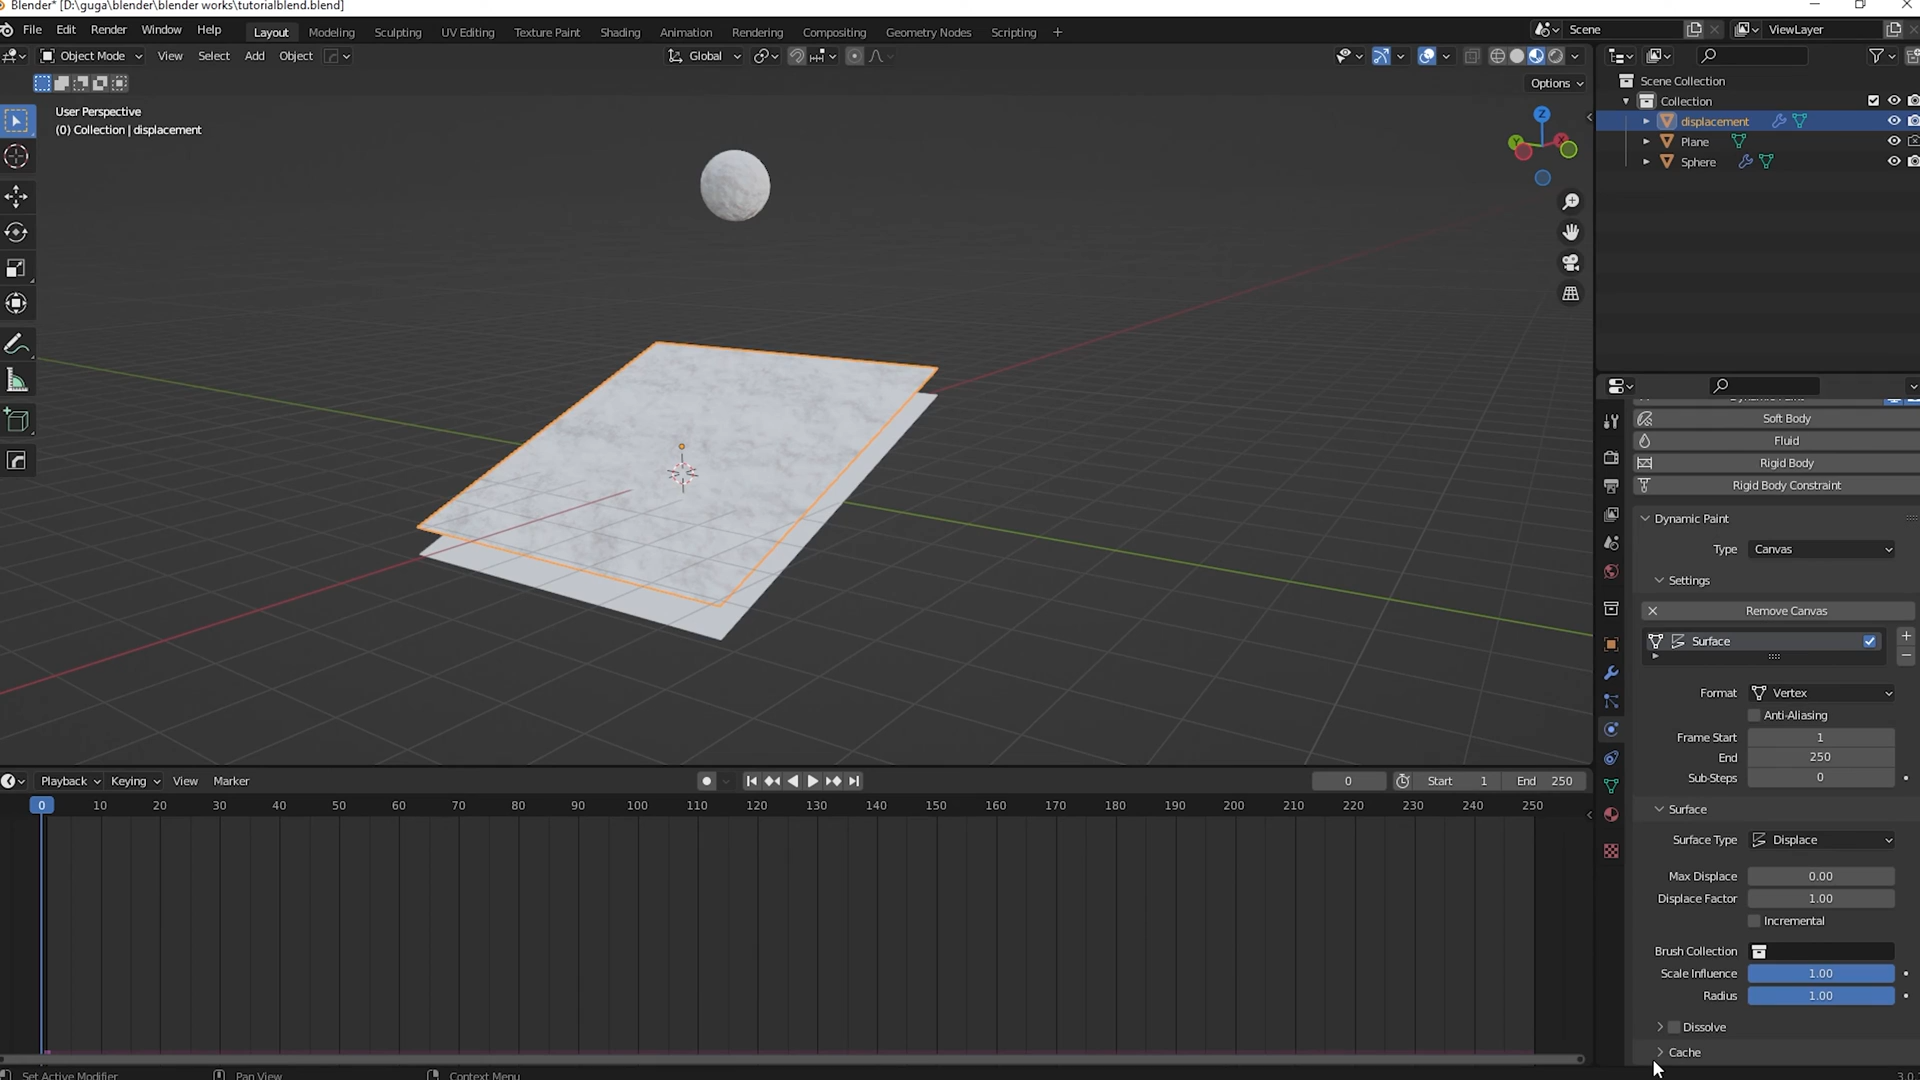 Blender* [D:\guga\blender\blender works\tutorialblend.blend]
File Edit Render Window Help Layout Modeling Sculpting UV Editing Texture Paint Shading Animation Rendering Compositing Geometry Nodes Scripting + Scene ViewLayer
Object Mode View Select Add Object Global
Options
User Perspective
(0) Collection | displacement
Z
Y
X
Scene Collection
Collection
displacement
Plane
Sphere
Soft Body
Fluid
Rigid Body
Rigid Body Constraint
Dynamic Paint
Type Canvas
Settings
Remove Canvas
Surface
Format Vertex
Anti-Aliasing
Frame Start 1
End 250
Sub-Steps 0
Surface
Surface Type Displace
Max Displace 0.00
Displace Factor 1.00
Incremental
Brush Collection
Scale Influence 1.00
Radius 1.00
Dissolve
Cache
Playback Keying View Marker 0 Start 1 End 250
0 10 20 30 40 50 60 70 80 90 100 110 120 130 140 150 160 170 180 190 200 210 220 230 240 250
Set Active Modifier Pan View Context Menu 3.0.